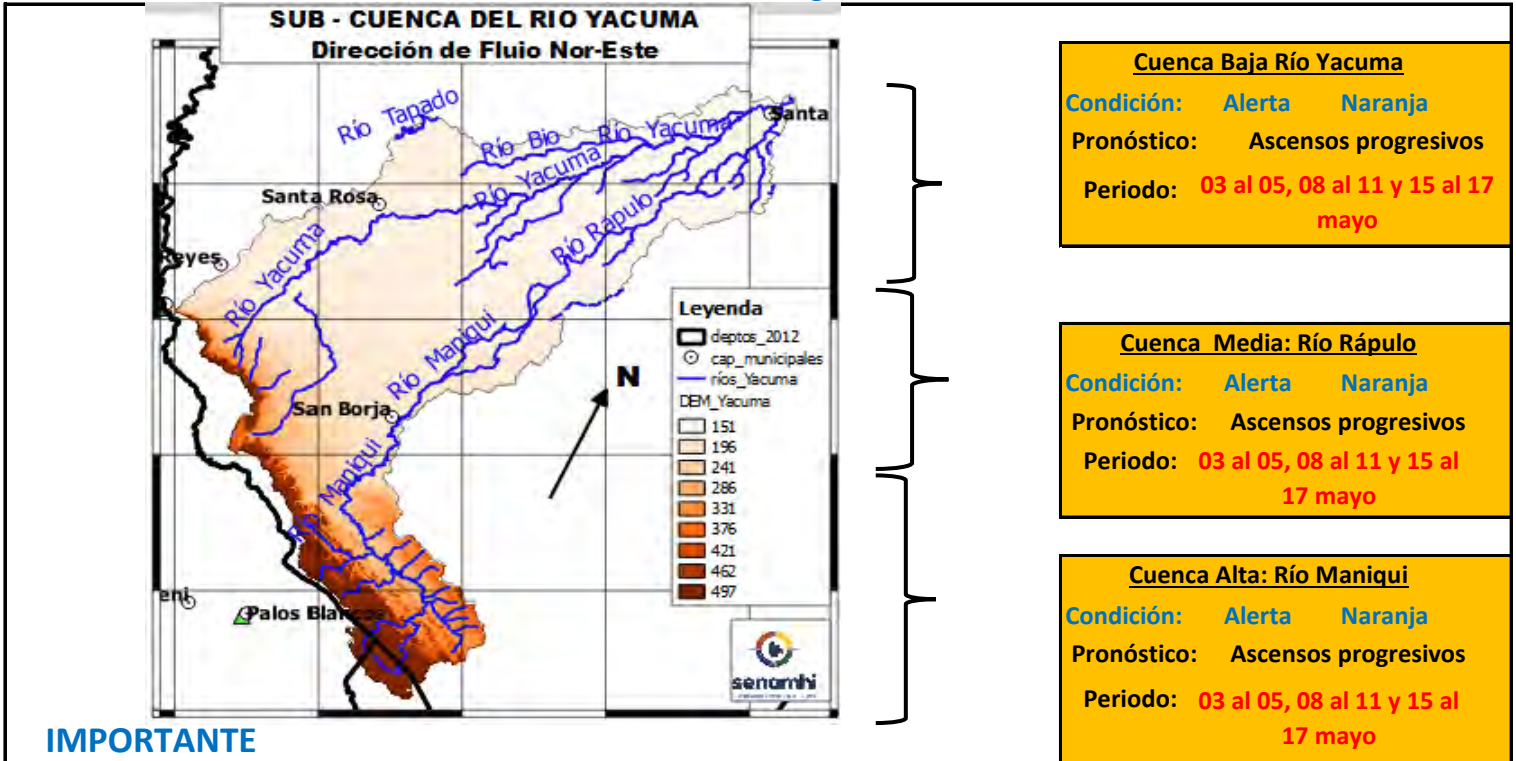 SUB - CUENCA DEL RIO YACUMA
Dirección de Fluio Nor-Este
Río Tapado
Río Bio
Río Yacuma
Santa
Río Yacuma
Santa Rosa
Río Rápulo
Reyes
Río Yacuma
Río Maniqui
San Borja
Río Maniqui
Río Maniqui
eni
Palos Blancos
N
Leyenda
deptos_2012
cap_municipales
ríos_Yacuma
DEM_Yacuma
151
196
241
286
331
376
421
462
497
senamhi
Cuenca Baja Río Yacuma
Condición: Alerta Naranja
Pronóstico: Ascensos progresivos
Periodo: 03 al 05, 08 al 11 y 15 al 17
mayo
Cuenca Media: Río Rápulo
Condición: Alerta Naranja
Pronóstico: Ascensos progresivos
Periodo: 03 al 05, 08 al 11 y 15 al
17 mayo
Cuenca Alta: Río Maniqui
Condición: Alerta Naranja
Pronóstico: Ascensos progresivos
Periodo: 03 al 05, 08 al 11 y 15 al
17 mayo
IMPORTANTE